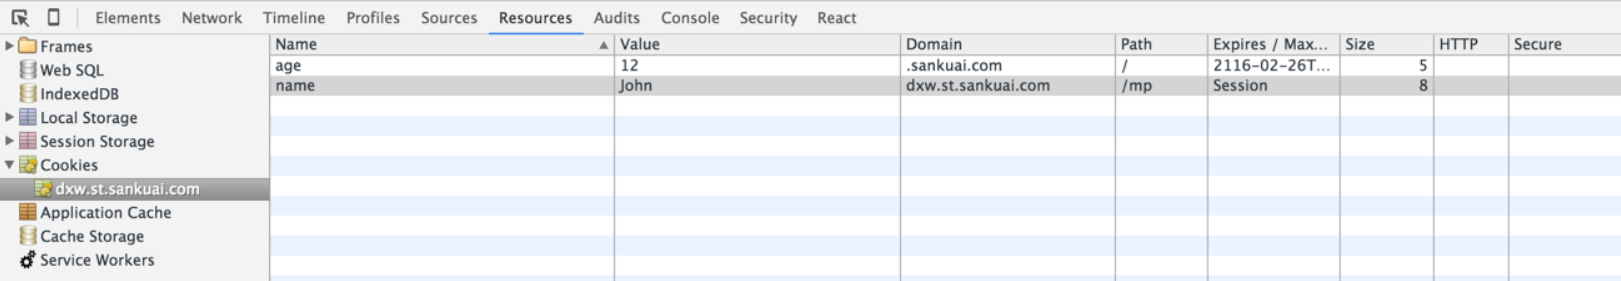 Elements Network Timeline Profiles Sources Resources Audits Console Security React
Frames
Web SQL
IndexedDB
Local Storage
Session Storage
Cookies
dxw.st.sankuai.com
Application Cache
Cache Storage
Service Workers
Name Value Domain Path Expires / Max... Size HTTP Secure
age 12 .sankuai.com / 2116-02-26T... 5
name John dxw.st.sankuai.com /mp Session 8